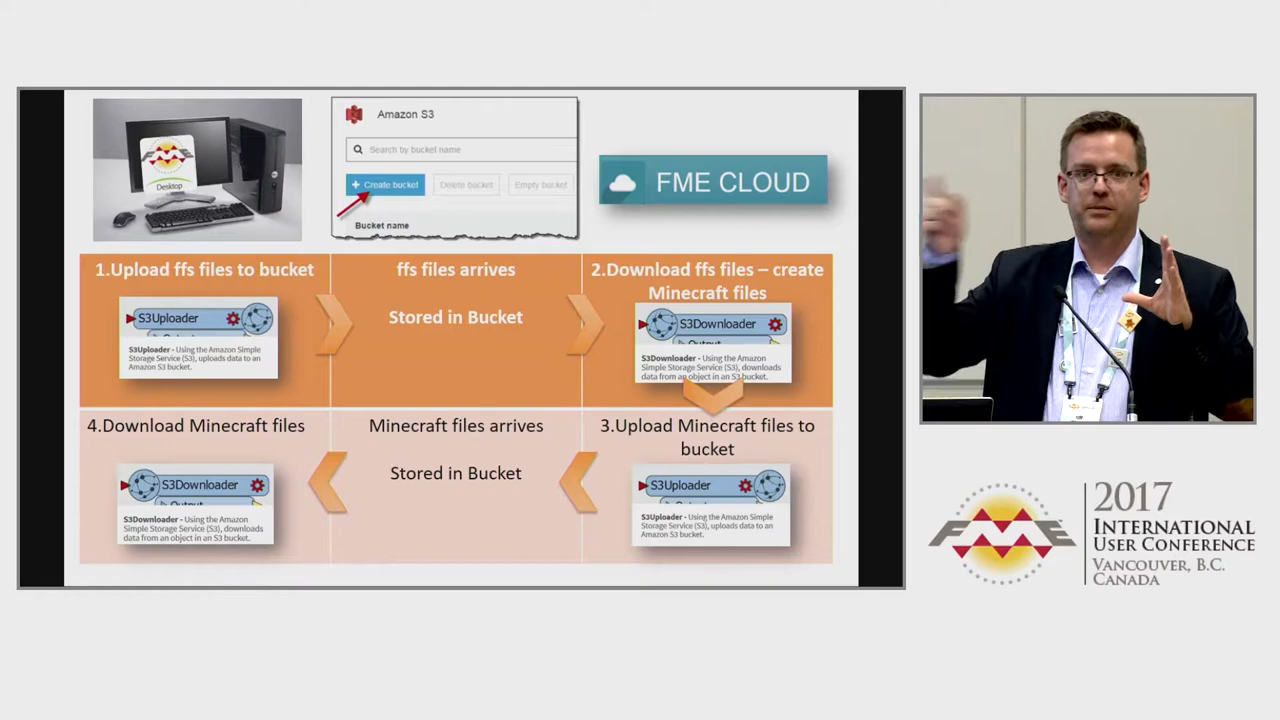 FME
Desktop
Amazon S3
Search by bucket name
+ Create bucket
Delete bucket
Empty bucket
Bucket name
FME CLOUD
1.Upload ffs files to bucket
ffs files arrives
Stored in Bucket
2.Download ffs files – create
Minecraft files
S3Uploader
S3Uploader - Using the Amazon Simple
Storage Service (S3), uploads data to an
Amazon S3 bucket.
S3Downloader
Output
S3Downloader - Using the Amazon
Simple Storage Service (S3), downloads
data from an object in an S3 bucket.
4.Download Minecraft files
Minecraft files arrives
Stored in Bucket
3.Upload Minecraft files to
bucket
S3Downloader
Output
S3Downloader - Using the Amazon
Simple Storage Service (S3), downloads
data from an object in an S3 bucket.
S3Uploader
Output
S3Uploader - Using the Amazon Simple
Storage Service (S3), uploads data to an
Amazon S3 bucket.
FME
2017
INTERNATIONAL
USER CONFERENCE
VANCOUVER, B.C.
CANADA